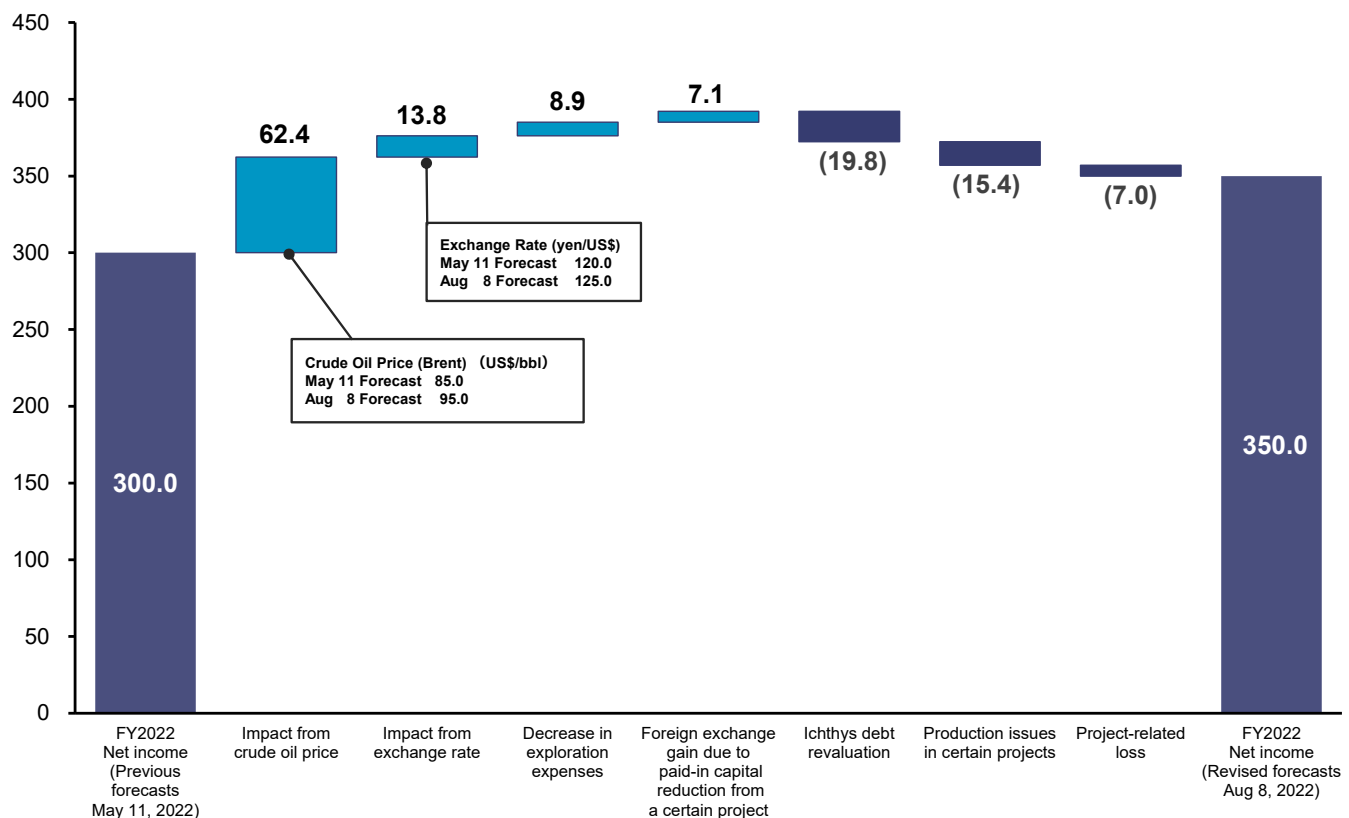 450
400
350
300
250
200
150
100
50
0
300.0
62.4
13.8
8.9
7.1
(19.8)
(15.4)
(7.0)
350.0
Exchange Rate (yen/US$)
May 11 Forecast 120.0
Aug 8 Forecast 125.0
Crude Oil Price (Brent) （US$/bbl）
May 11 Forecast 85.0
Aug 8 Forecast 95.0
FY2022
Net income
(Previous
forecasts
May 11, 2022)
Impact from
crude oil price
Impact from
exchange rate
Decrease in
exploration
expenses
Foreign exchange
gain due to
paid-in capital
reduction from
a certain project
Ichthys debt
revaluation
Production issues
in certain projects
Project-related
loss
FY2022
Net income
(Revised forecasts
Aug 8, 2022)